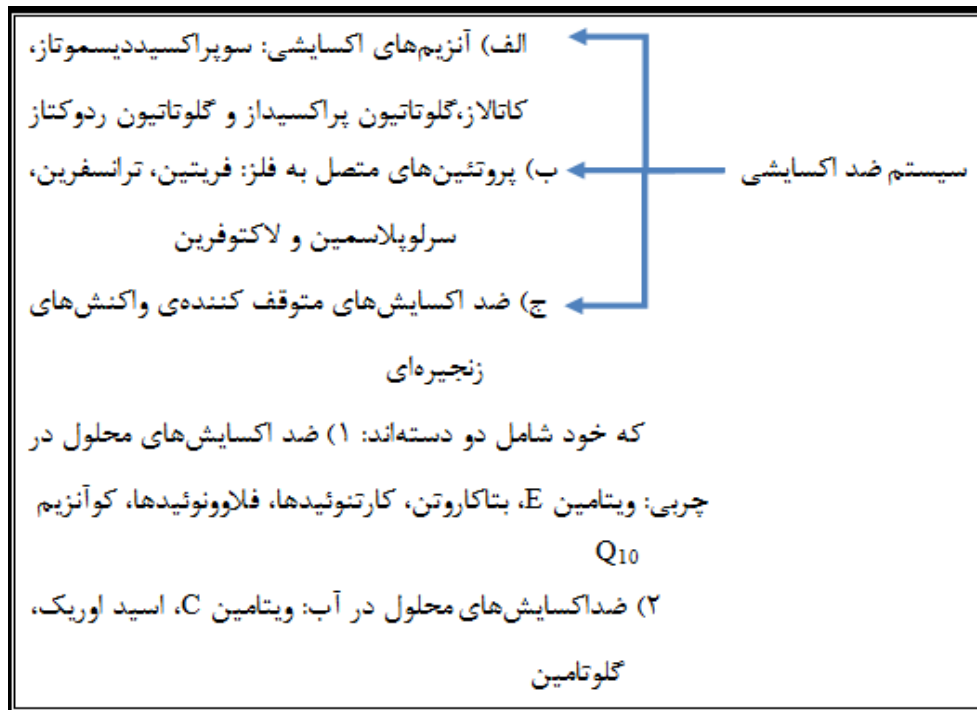 الف) آنزیم‌های اکسایشی: سوپراکسیددیسموتاز،
کاتالاز،گلوتاتیون پراکسیداز و گلوتاتیون ردوکتاز
سیستم ضد اکسایشی
ب) پروتئین‌های متصل به فلز: فریتین، ترانسفرین،
سرلوپلاسمین و لاکتوفرین
ج) ضد اکسایش‌های متوقف کننده‌ی واکنش‌های
زنجیره‌ای
که خود شامل دو دسته‌اند: ۱) ضد اکسایش‌های محلول در
چربی: ویتامین E، بتاکاروتن، کارتنوئیدها، فلاوونوئیدها، کوآنزیم
Q10
۲) ضداکسایش‌های محلول در آب: ویتامین C، اسید اوریک،
گلوتامین